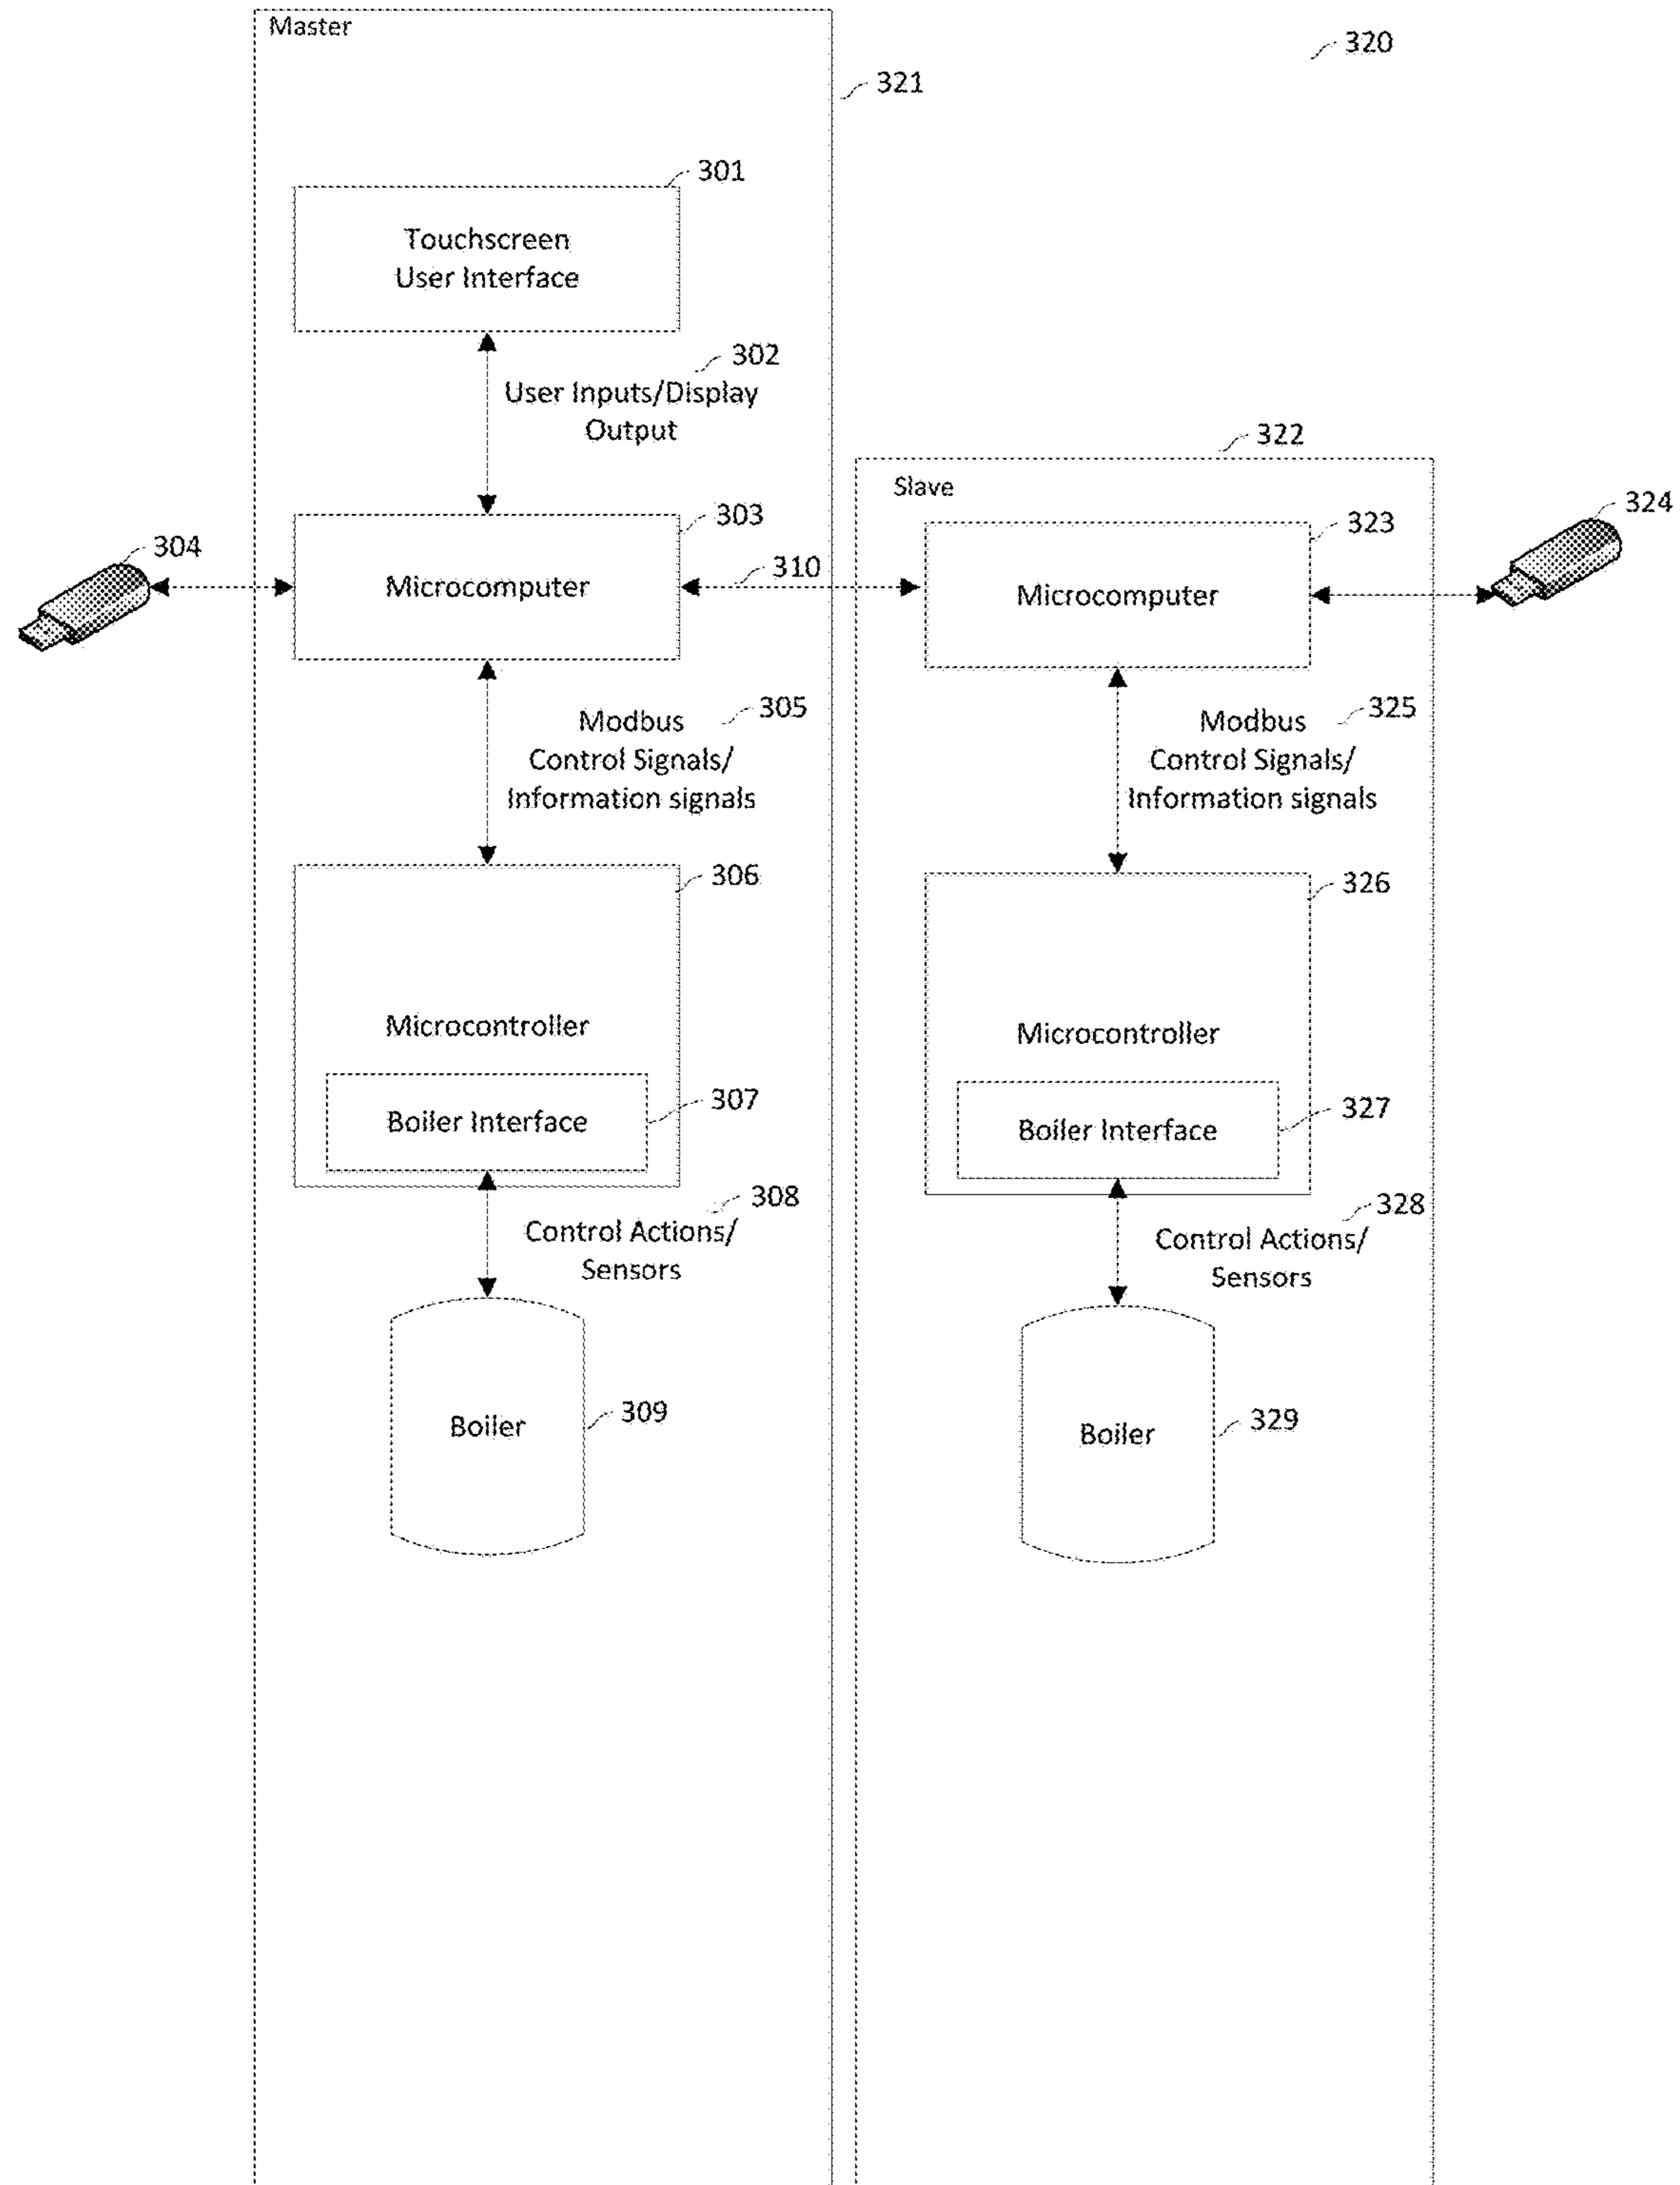 Master
320
321
301
Touchscreen
User Interface
302
User Inputs/Display
Output
322
Slave
303
323
324
304
Microcomputer
310
Microcomputer
305
Modbus
Control Signals/
Information signals
325
Modbus
Control Signals/
Information signals
306
326
Microcontroller
Microcontroller
307
Boiler Interface
327
Boiler Interface
308
Control Actions/
Sensors
328
Control Actions/
Sensors
309
Boiler
329
Boiler